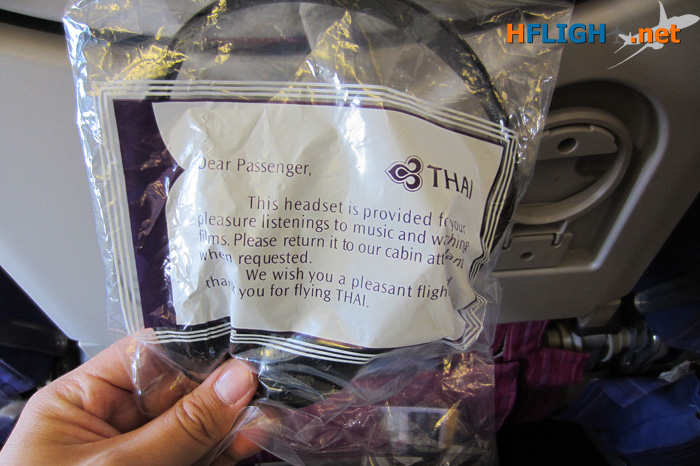 HFLIGH .net
Dear Passenger,
THAI
This headset is provided for your
pleasure listenings to music and watching
films. Please return it to our cabin
when requested.
We wish you a pleasant flight
thank you for flying THAI.